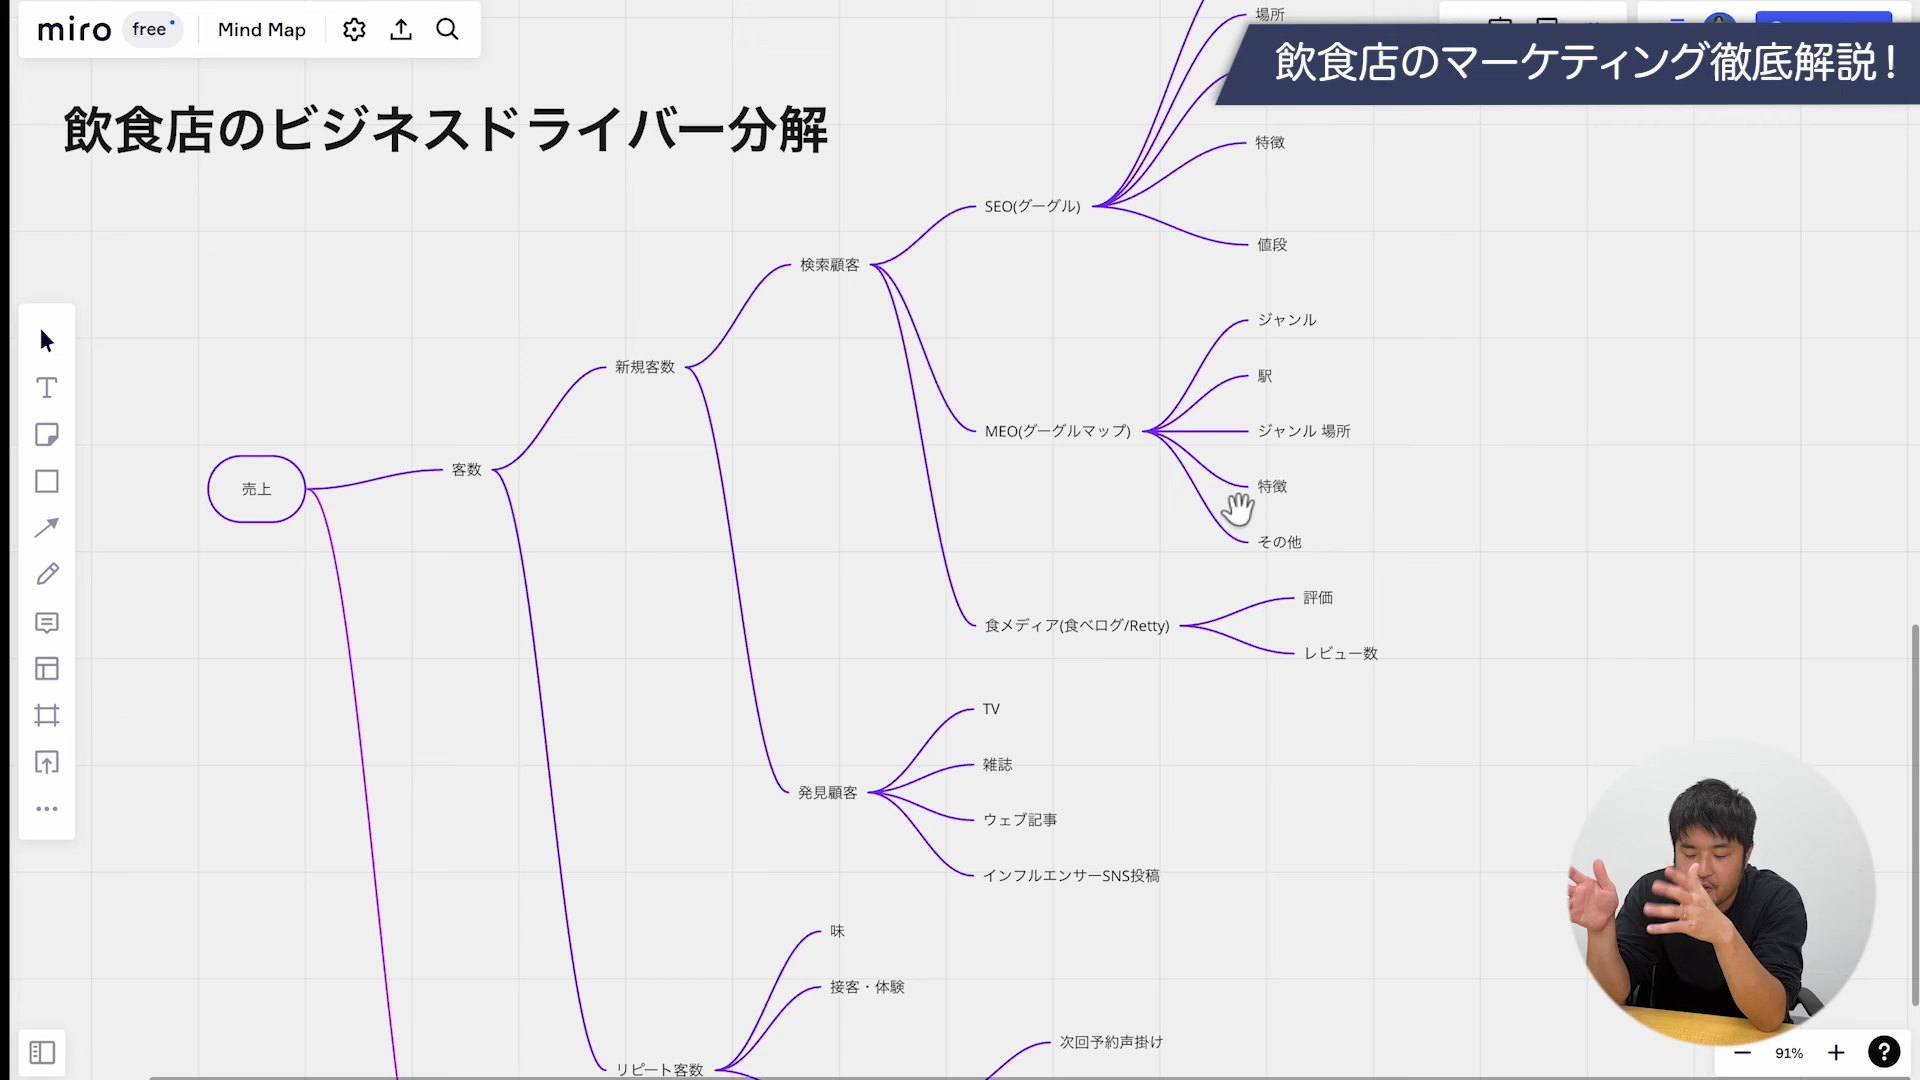 miro free Mind Map
飲食店のマーケティング徹底解説!
飲食店のビジネスドライバー分解
場所
特徴
SEO(グーグル)
値段
検索顧客
ジャンル
駅
新規客数
MEO(グーグルマップ)
ジャンル 場所
客数
売上
特徴
その他
評価
食メディア(食べログ/Retty)
レビュー数
TV
雑誌
発見顧客
ウェブ記事
インフルエンサーSNS投稿
味
接客・体験
次回予約声掛け
リピート客数
91%